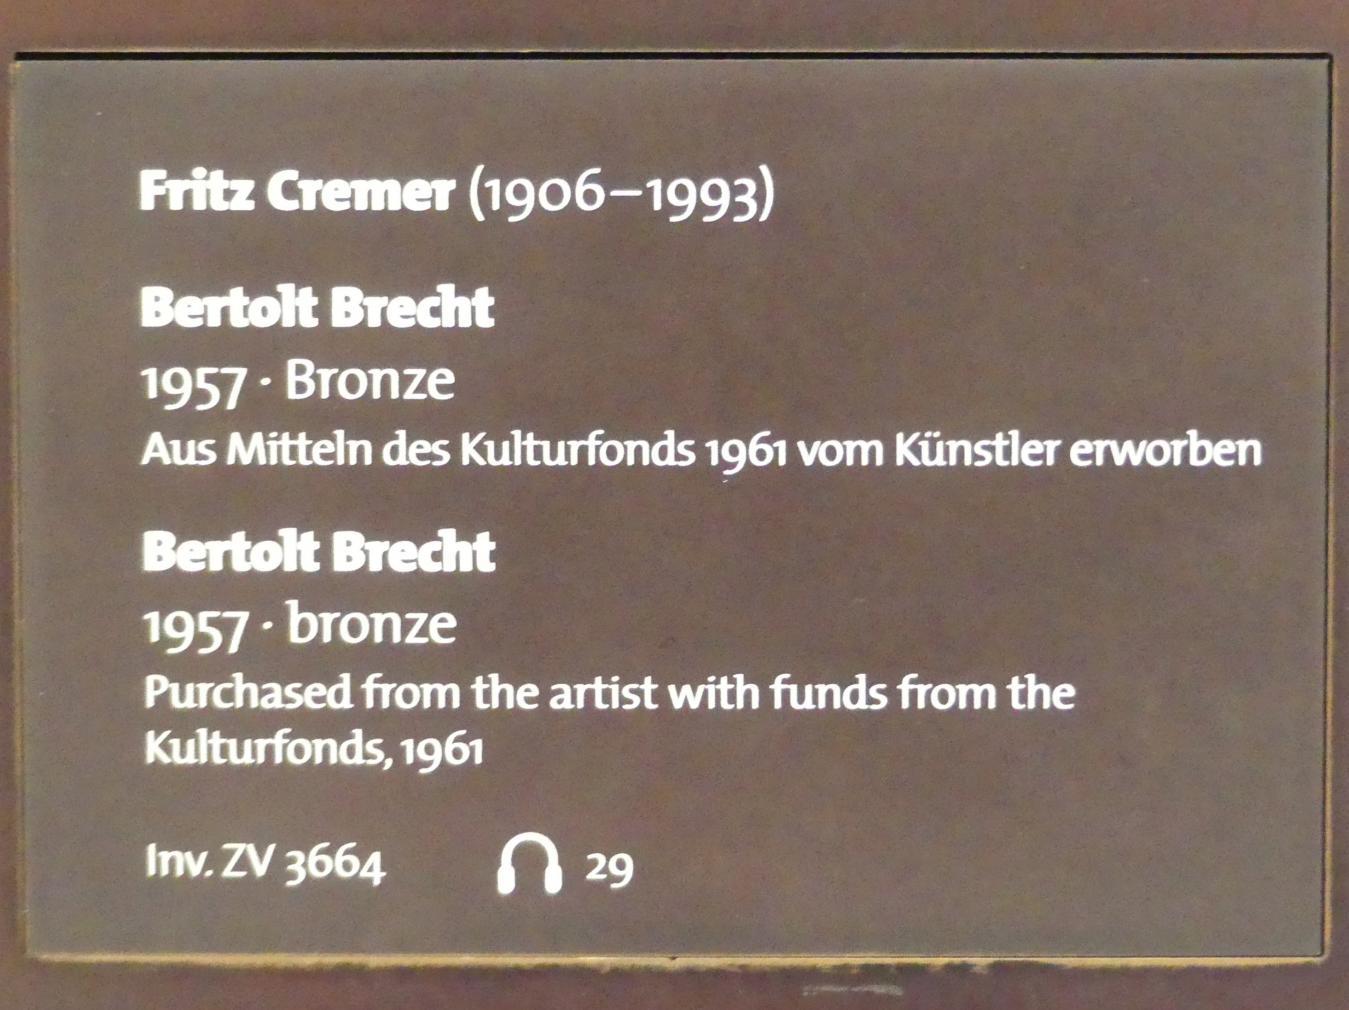 Fritz Cremer (1906–1993)
Bertolt Brecht
1957 · Bronze
Aus Mitteln des Kulturfonds 1961 vom Künstler erworben
Bertolt Brecht
1957 · bronze
Purchased from the artist with funds from the
Kulturfonds, 1961
Inv. ZV 3664 29